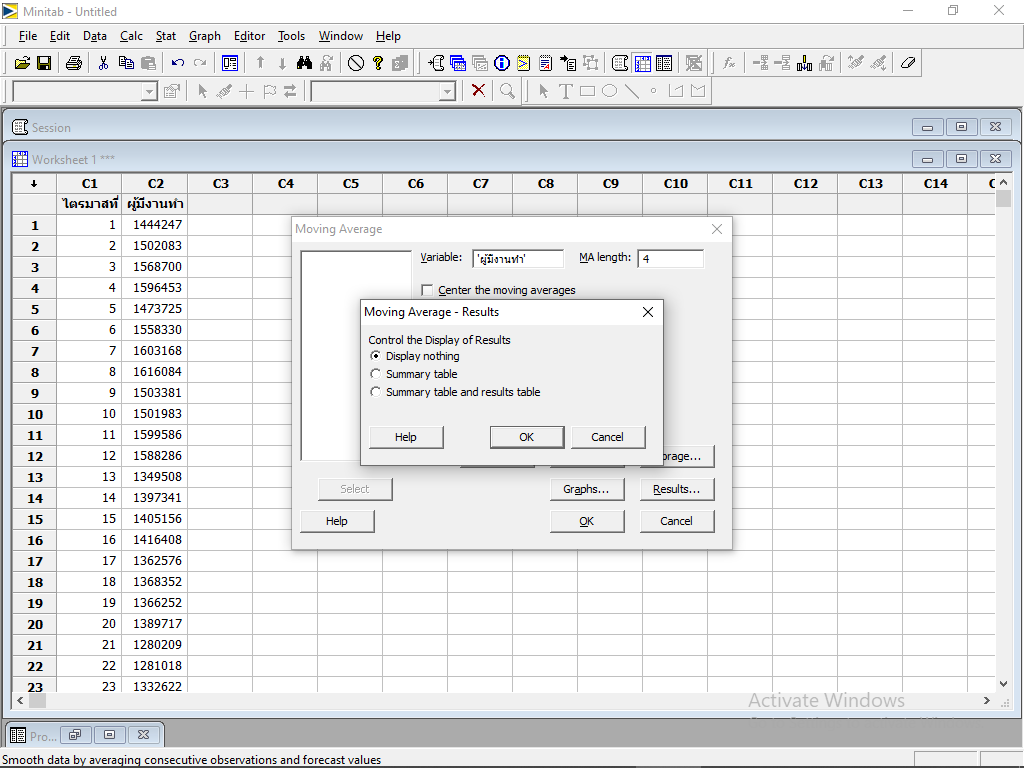 Minitab - Untitled
File Edit Data Calc Stat Graph Editor Tools Window Help
Session
Worksheet 1 ***
C1 C2 C3 C4 C5 C6 C7 C8 C9 C10 C11 C12 C13 C14
ไตรมาสที่ ผู้มีงานทำ
1 1 1444247
2 2 1502083
3 3 1568700
4 4 1596453
5 5 1473725
6 6 1558330
7 7 1603168
8 8 1616084
9 9 1503381
10 10 1501983
11 11 1599586
12 12 1588286
13 13 1349508
14 14 1397341
15 15 1405156
16 16 1416408
17 17 1362576
18 18 1368352
19 19 1366252
20 20 1389717
21 21 1280209
22 22 1281018
23 23 1332622
Moving Average
Variable: 'ผู้มีงานทำ' MA length: 4
Center the moving averages
Moving Average - Results
Control the Display of Results
Display nothing
Summary table
Summary table and results table
Help OK Cancel
orage...
Select Graphs... Results...
Help OK Cancel
Activate Windows
Pro...
Smooth data by averaging consecutive observations and forecast values